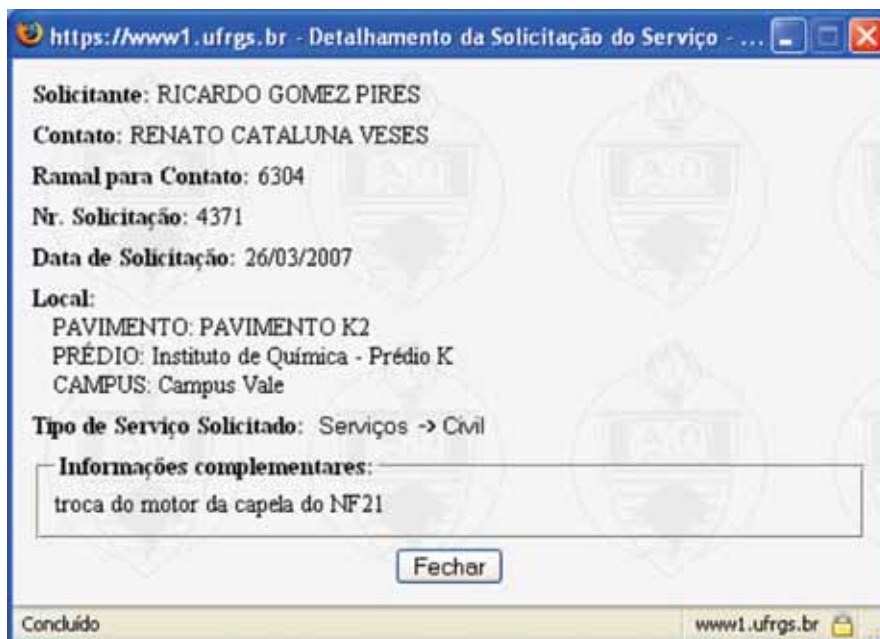 https://www1.ufrgs.br - Detalhamento da Solicitação do Serviço - ...
Solicitante: RICARDO GOMEZ PIRES
Contato: RENATO CATALUNA VESES
Ramal para Contato: 6304
Nr. Solicitação: 4371
Data de Solicitação: 26/03/2007
Local:
PAVIMENTO: PAVIMENTO K2
PRÉDIO: Instituto de Química - Prédio K
CAMPUS: Campus Vale
Tipo de Serviço Solicitado: Serviços -> Civil
Informações complementares:
troca do motor da capela do NF21
Fechar
Concluído www1.ufrgs.br